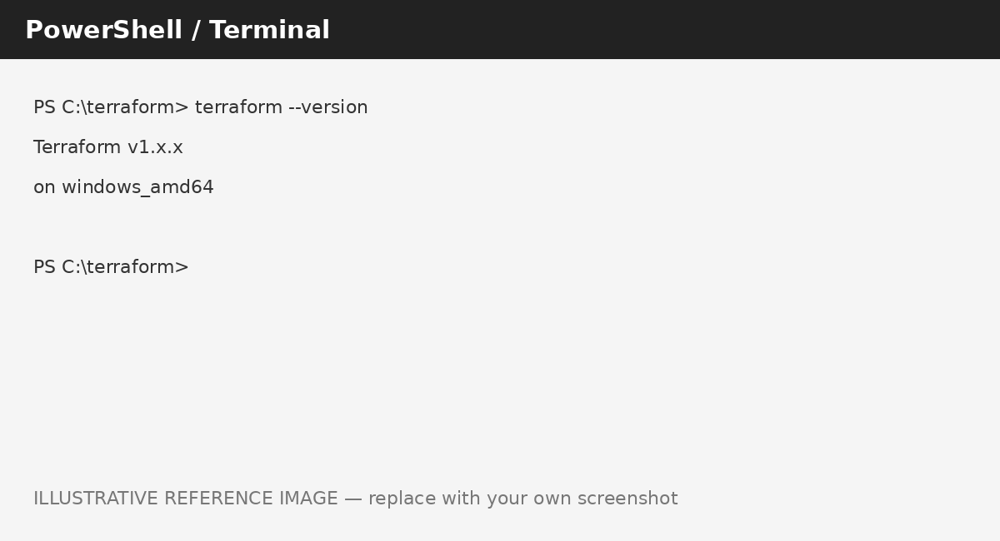 PowerShell / Terminal
PS C:\terraform> terraform --version
Terraform v1.x.x
on windows_amd64
PS C:\terraform>
ILLUSTRATIVE REFERENCE IMAGE — replace with your own screenshot